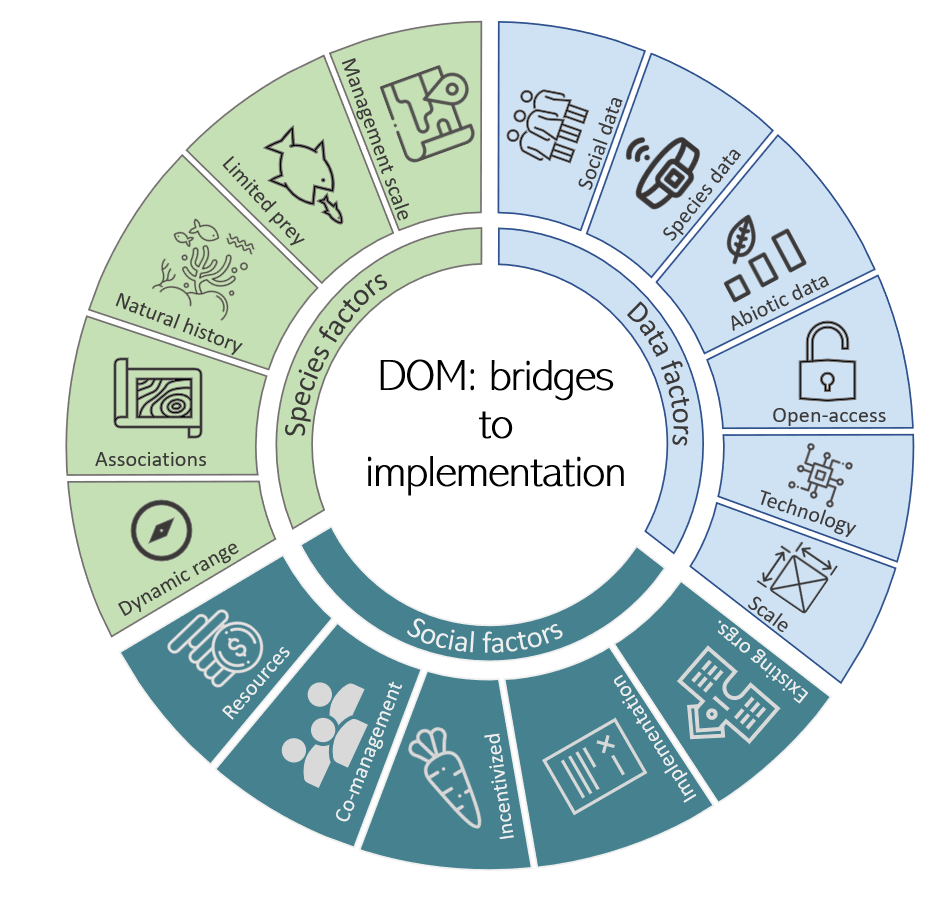 DOM: bridges
to
implementation
Species factors
Dynamic range
Associations
Natural history
Limited prey
Management scale
Data factors
Social data
Species data
Abiotic data
Open-access
Technology
Scale
Social factors
Existing orgs.
Implementation
Incentivized
Co-management
Resources
$